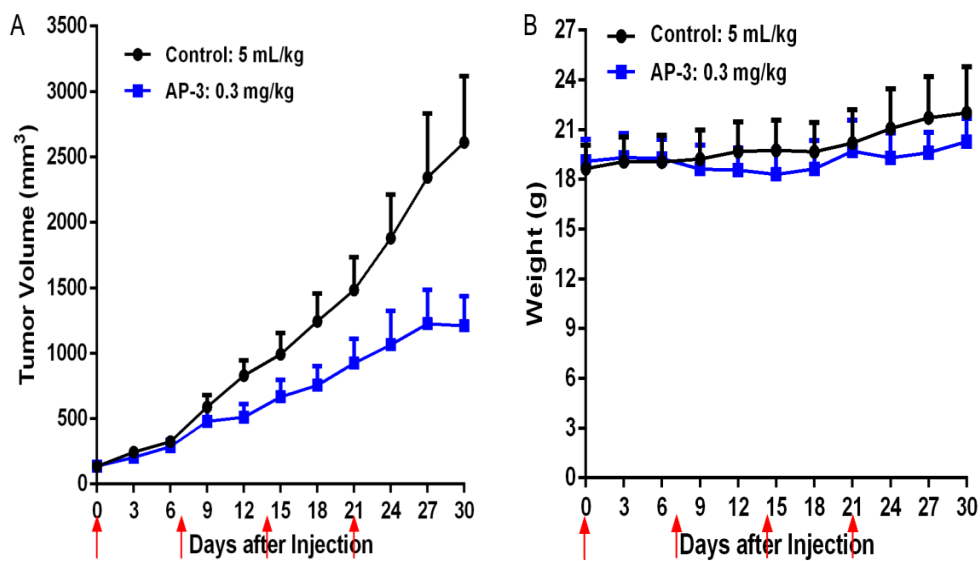 A
Control: 5 mL/kg
AP-3: 0.3 mg/kg
Tumor Volume (mm³)
3500
3000
2500
2000
1500
1000
500
0
0 3 6 9 12 15 18 21 24 27 30
Days after Injection
B
Control: 5 mL/kg
AP-3: 0.3 mg/kg
Weight (g)
27
24
21
18
15
12
9
6
3
0
0 3 6 9 12 15 18 21 24 27 30
Days after Injection